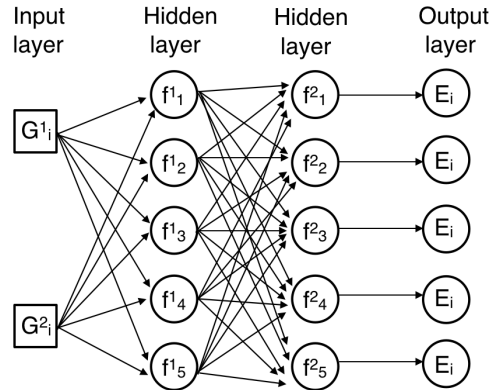 Input layer
Hidden layer
Hidden layer
Output layer
G¹ᵢ
G²ᵢ
f¹₁
f¹₂
f¹₃
f¹₄
f¹₅
f²₁
f²₂
f²₃
f²₄
f²₅
Eᵢ
Eᵢ
Eᵢ
Eᵢ
Eᵢ